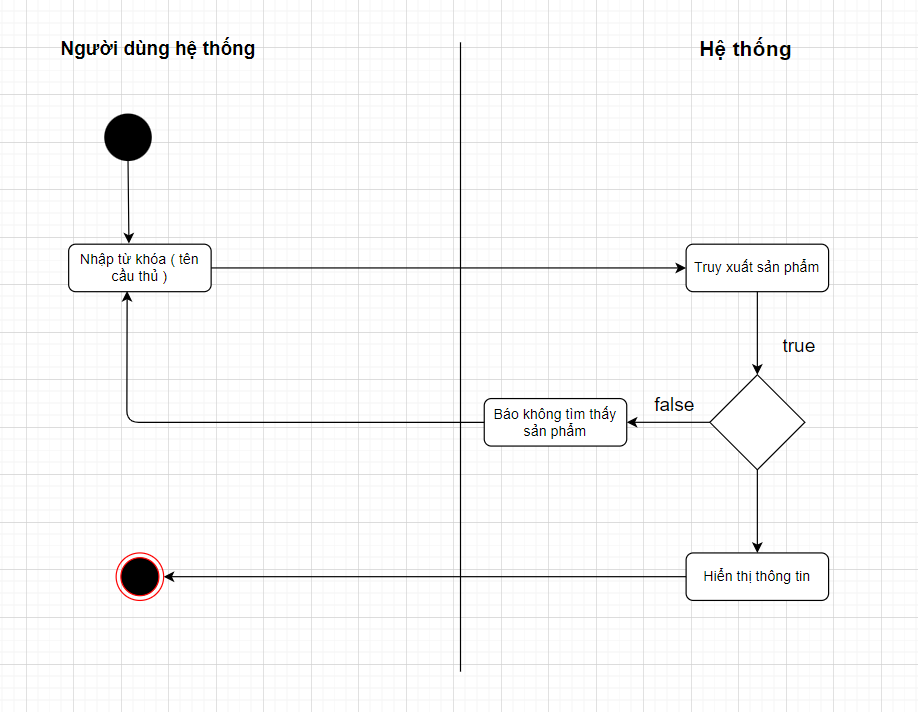 Người dùng hệ thống
Hệ thống
Nhập từ khóa ( tên
cầu thủ )
Truy xuất sản phẩm
true
false
Báo không tìm thấy
sản phẩm
Hiển thị thông tin